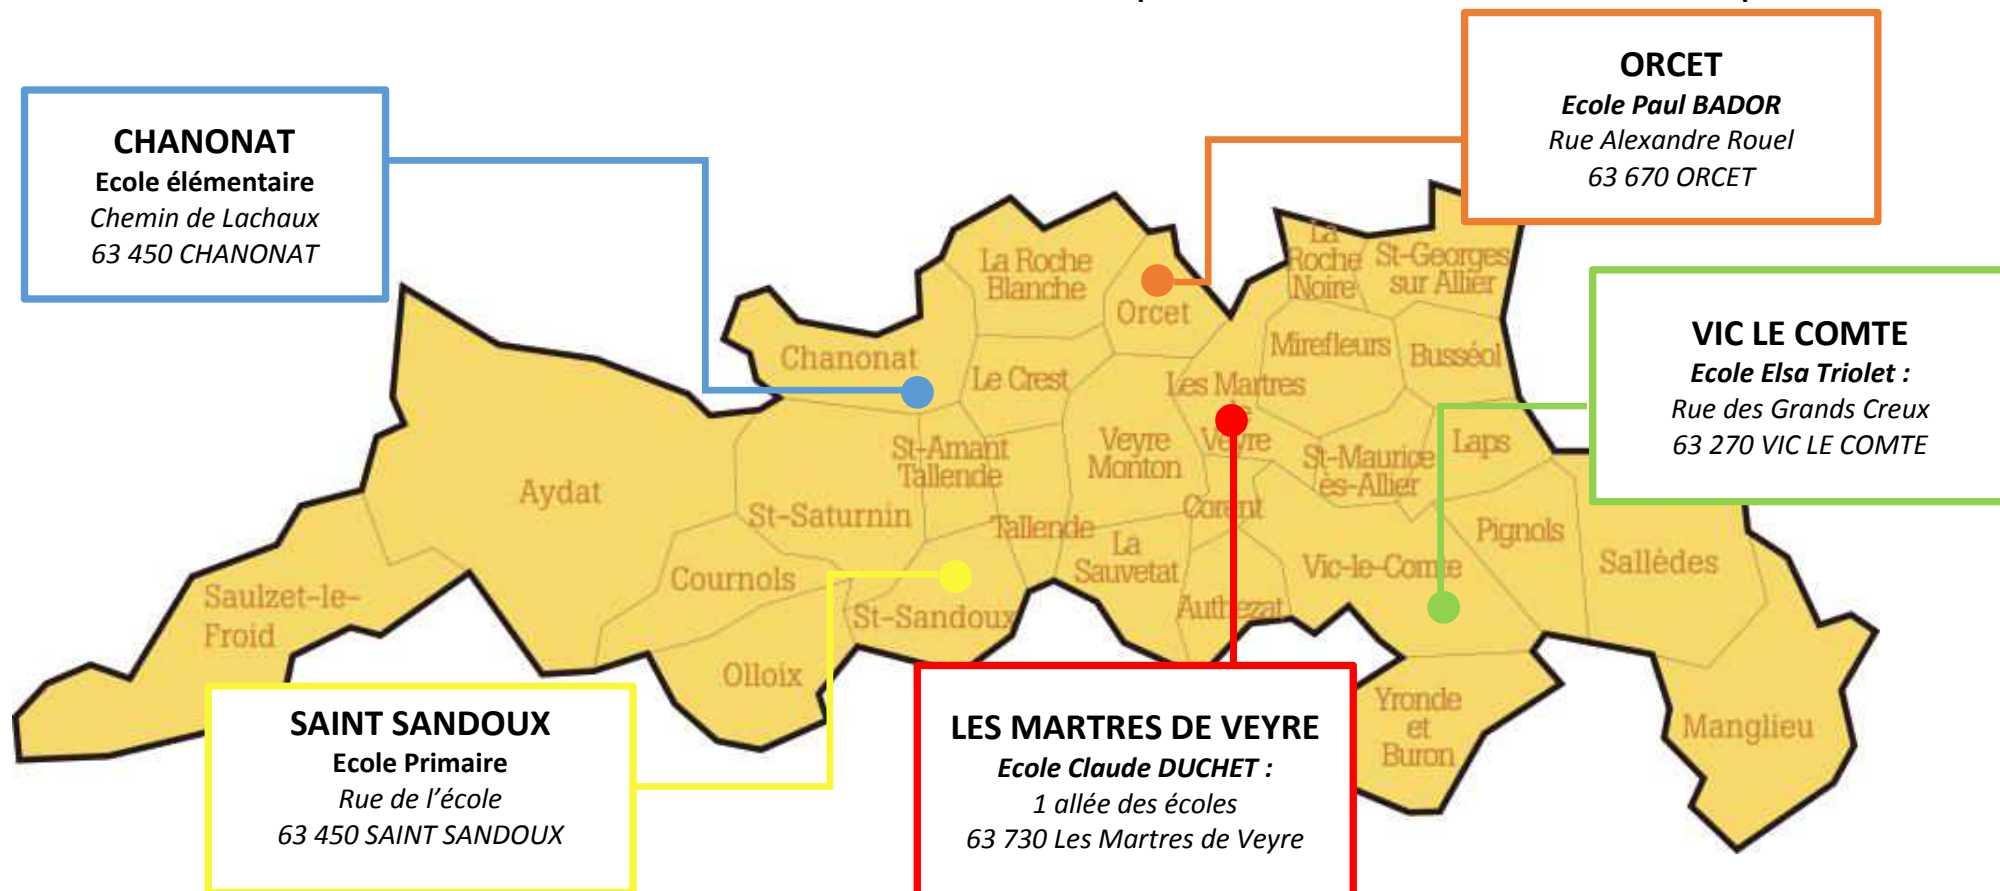 ORCET
Ecole Paul BADOR
Rue Alexandre Rouel
63 670 ORCET
CHANONAT
Ecole élémentaire
Chemin de Lachaux
63 450 CHANONAT
VIC LE COMTE
Ecole Elsa Triolet :
Rue des Grands Creux
63 270 VIC LE COMTE
La Roche
Blanche
Orcet
La
Roche
Noire
St-Georges
sur Allier
Chanonat
Le Crest
Les Martres
Veyre
Mirefleurs
Busséol
St-Amant
Tallende
Veyre
Monton
St-Maurice
ès-Allier
Laps
Aydat
St-Saturnin
Tallende
Corent
Pignols
Cournols
La
Sauvetat
Vic-le-Comte
Sallèdes
Saulzet-le-
Froid
St-Sandoux
Authezat
Olloix
Yronde
et
Buron
Manglieu
SAINT SANDOUX
Ecole Primaire
Rue de l’école
63 450 SAINT SANDOUX
LES MARTRES DE VEYRE
Ecole Claude DUCHET :
1 allée des écoles
63 730 Les Martres de Veyre